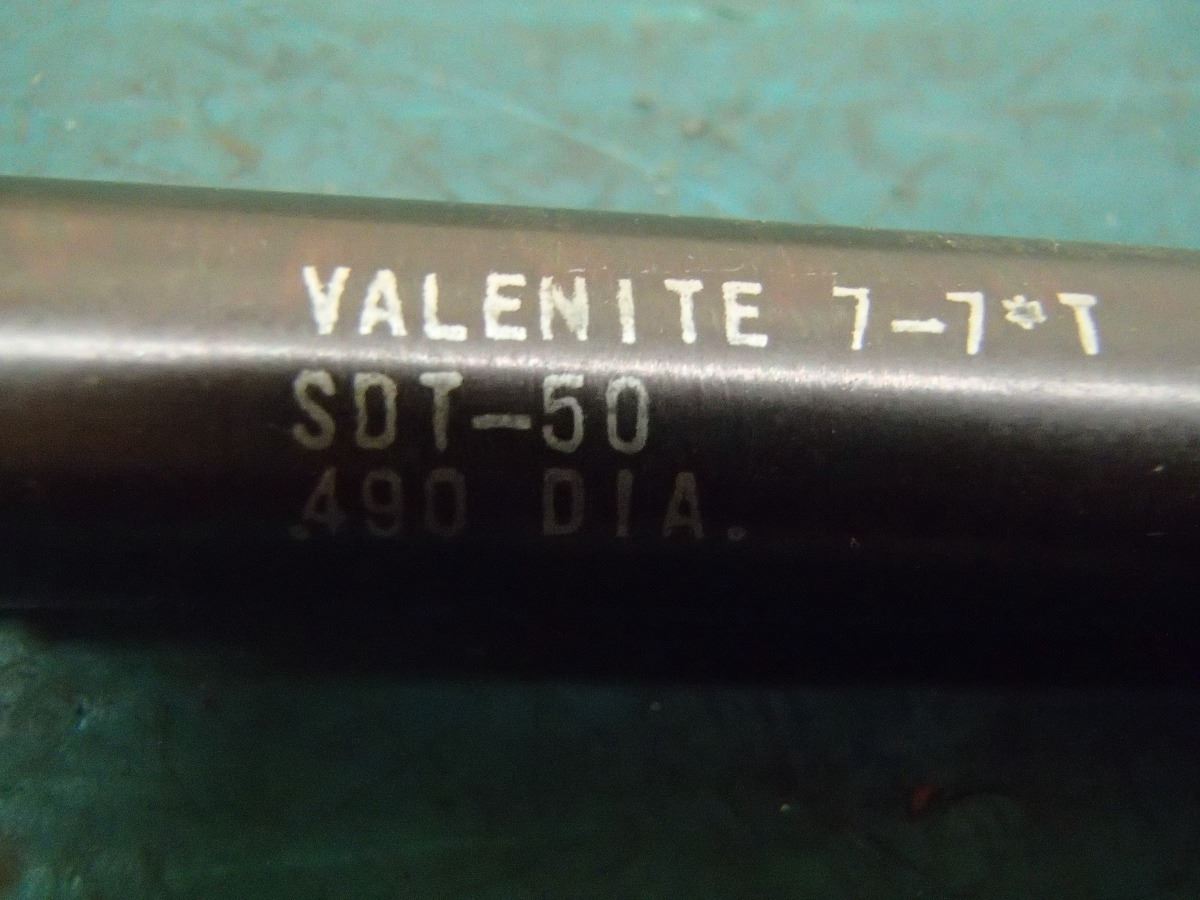 VALENITE 7-7*T
SDT-50
.490 DIA.